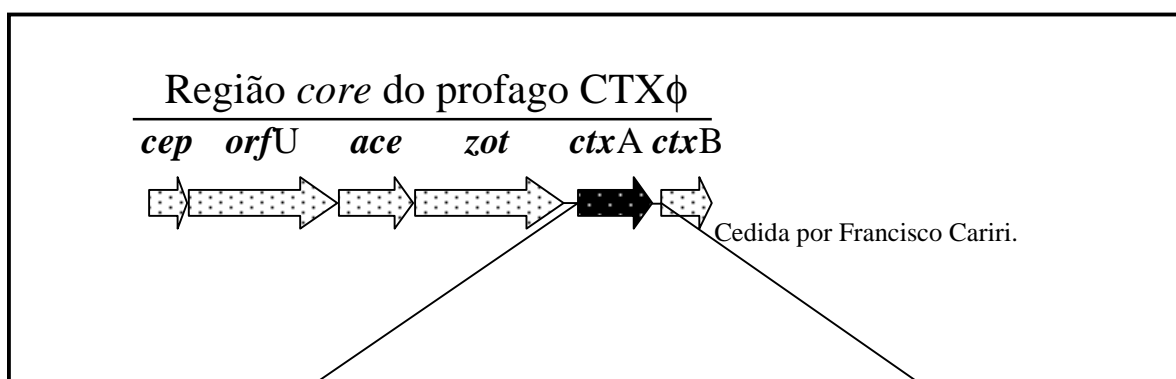 Região core do profago CTXϕ
cep orfU ace zot ctxA ctxB
Cedida por Francisco Cariri.